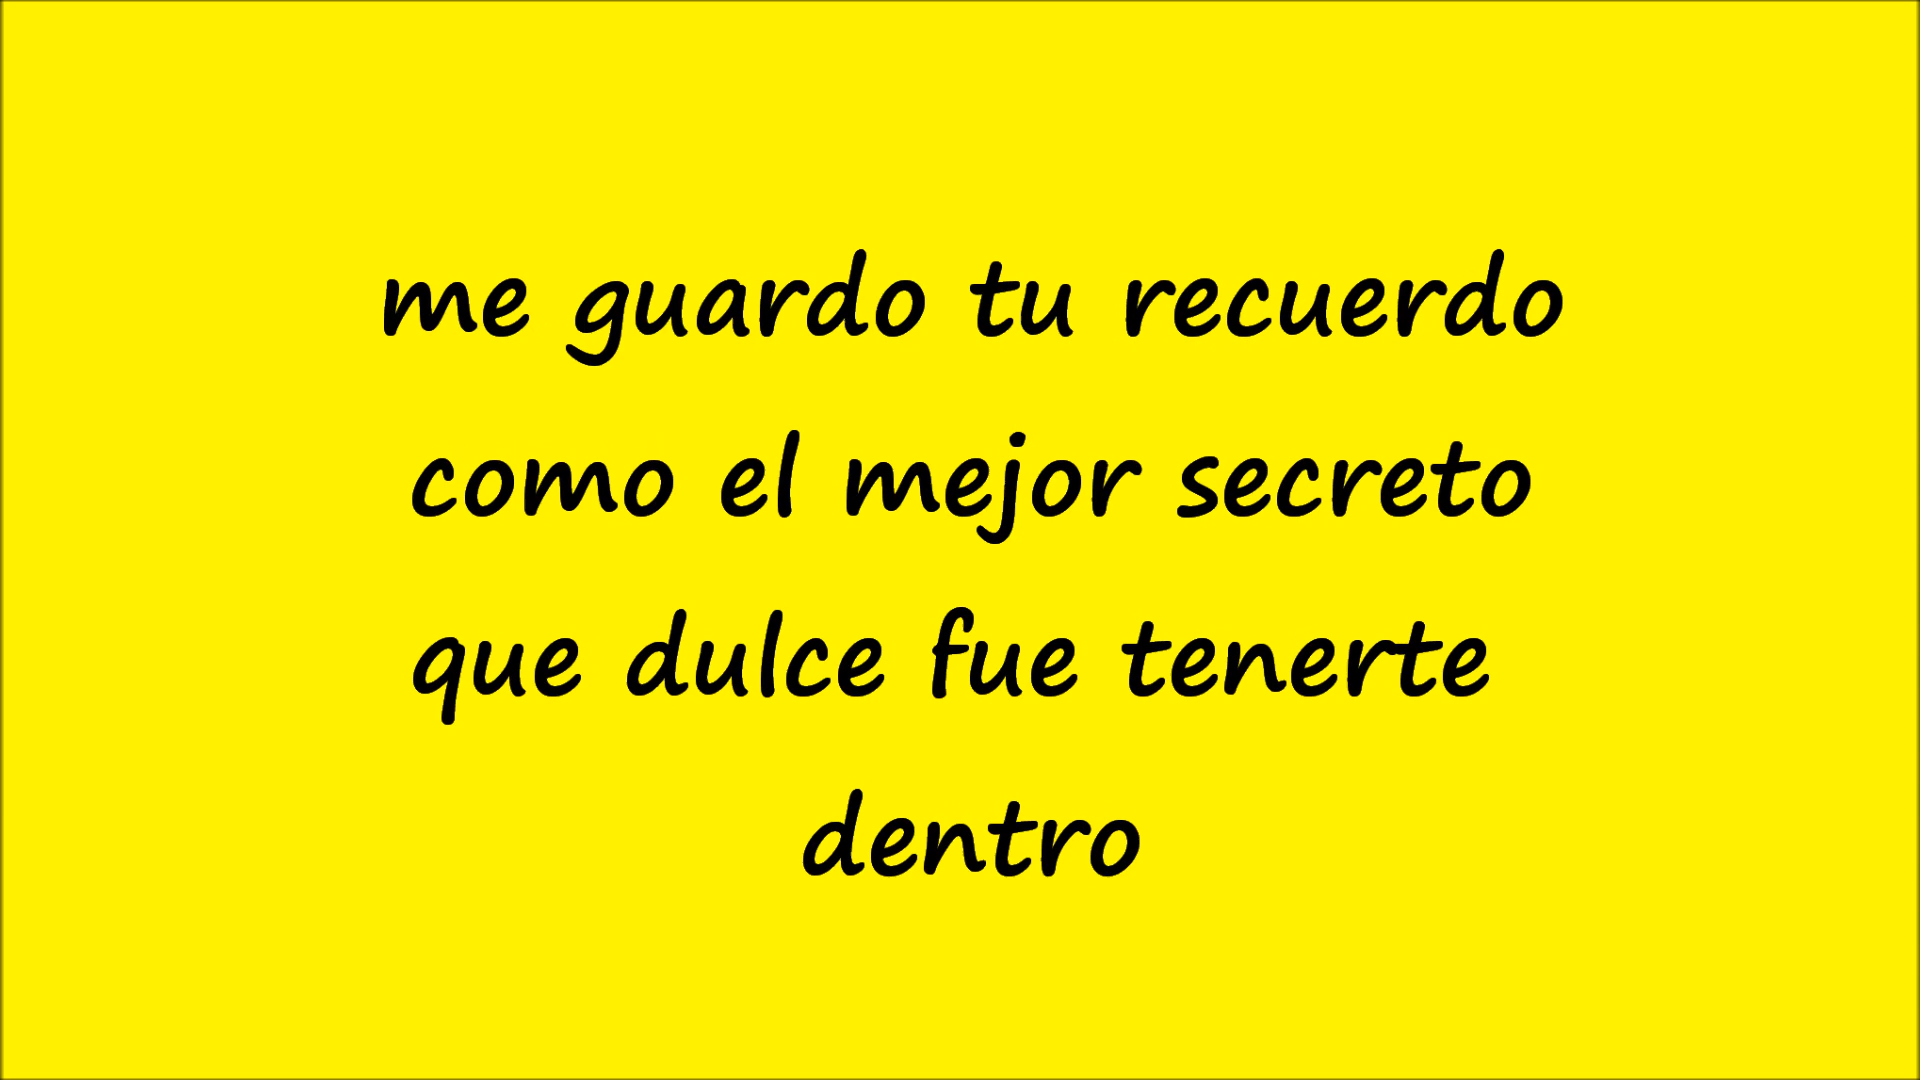 me guardo tu recuerdo
como el mejor secreto
que dulce fue tenerte
dentro